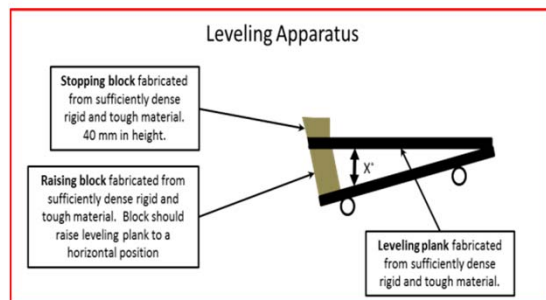 Leveling Apparatus
Stopping block fabricated
from sufficiently dense
rigid and tough material.
40 mm in height.
Raising block fabricated from
sufficiently dense rigid and
tough material. Block should
raise leveling plank to a
horizontal position
X°
Leveling plank fabricated
from sufficiently dense
rigid and tough material.